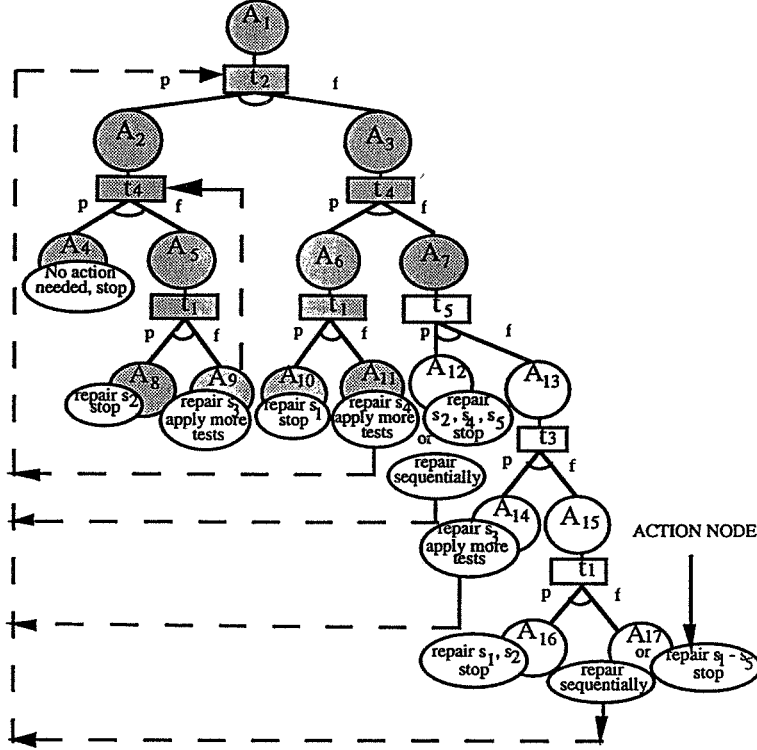 A1
t2
p f
A2 A3
t4 t4
p f p f
A4 A5 A6 A7
No action
needed, stop
t1 t1 t5
p f p f p f
A8 A9 A10 A11 A12 A13
repair s2
stop
repair s3
apply more
tests
repair s1
stop
repair s4
apply more
tests
or
repair
s2, s4, s5
stop
repair
sequentially
t3
p f
A14 A15
repair s3
apply more
tests
ACTION NODE
t1
p f
A16 A17
or
repair s1, s2
stop
repair
sequentially
repair s1 - s5
stop